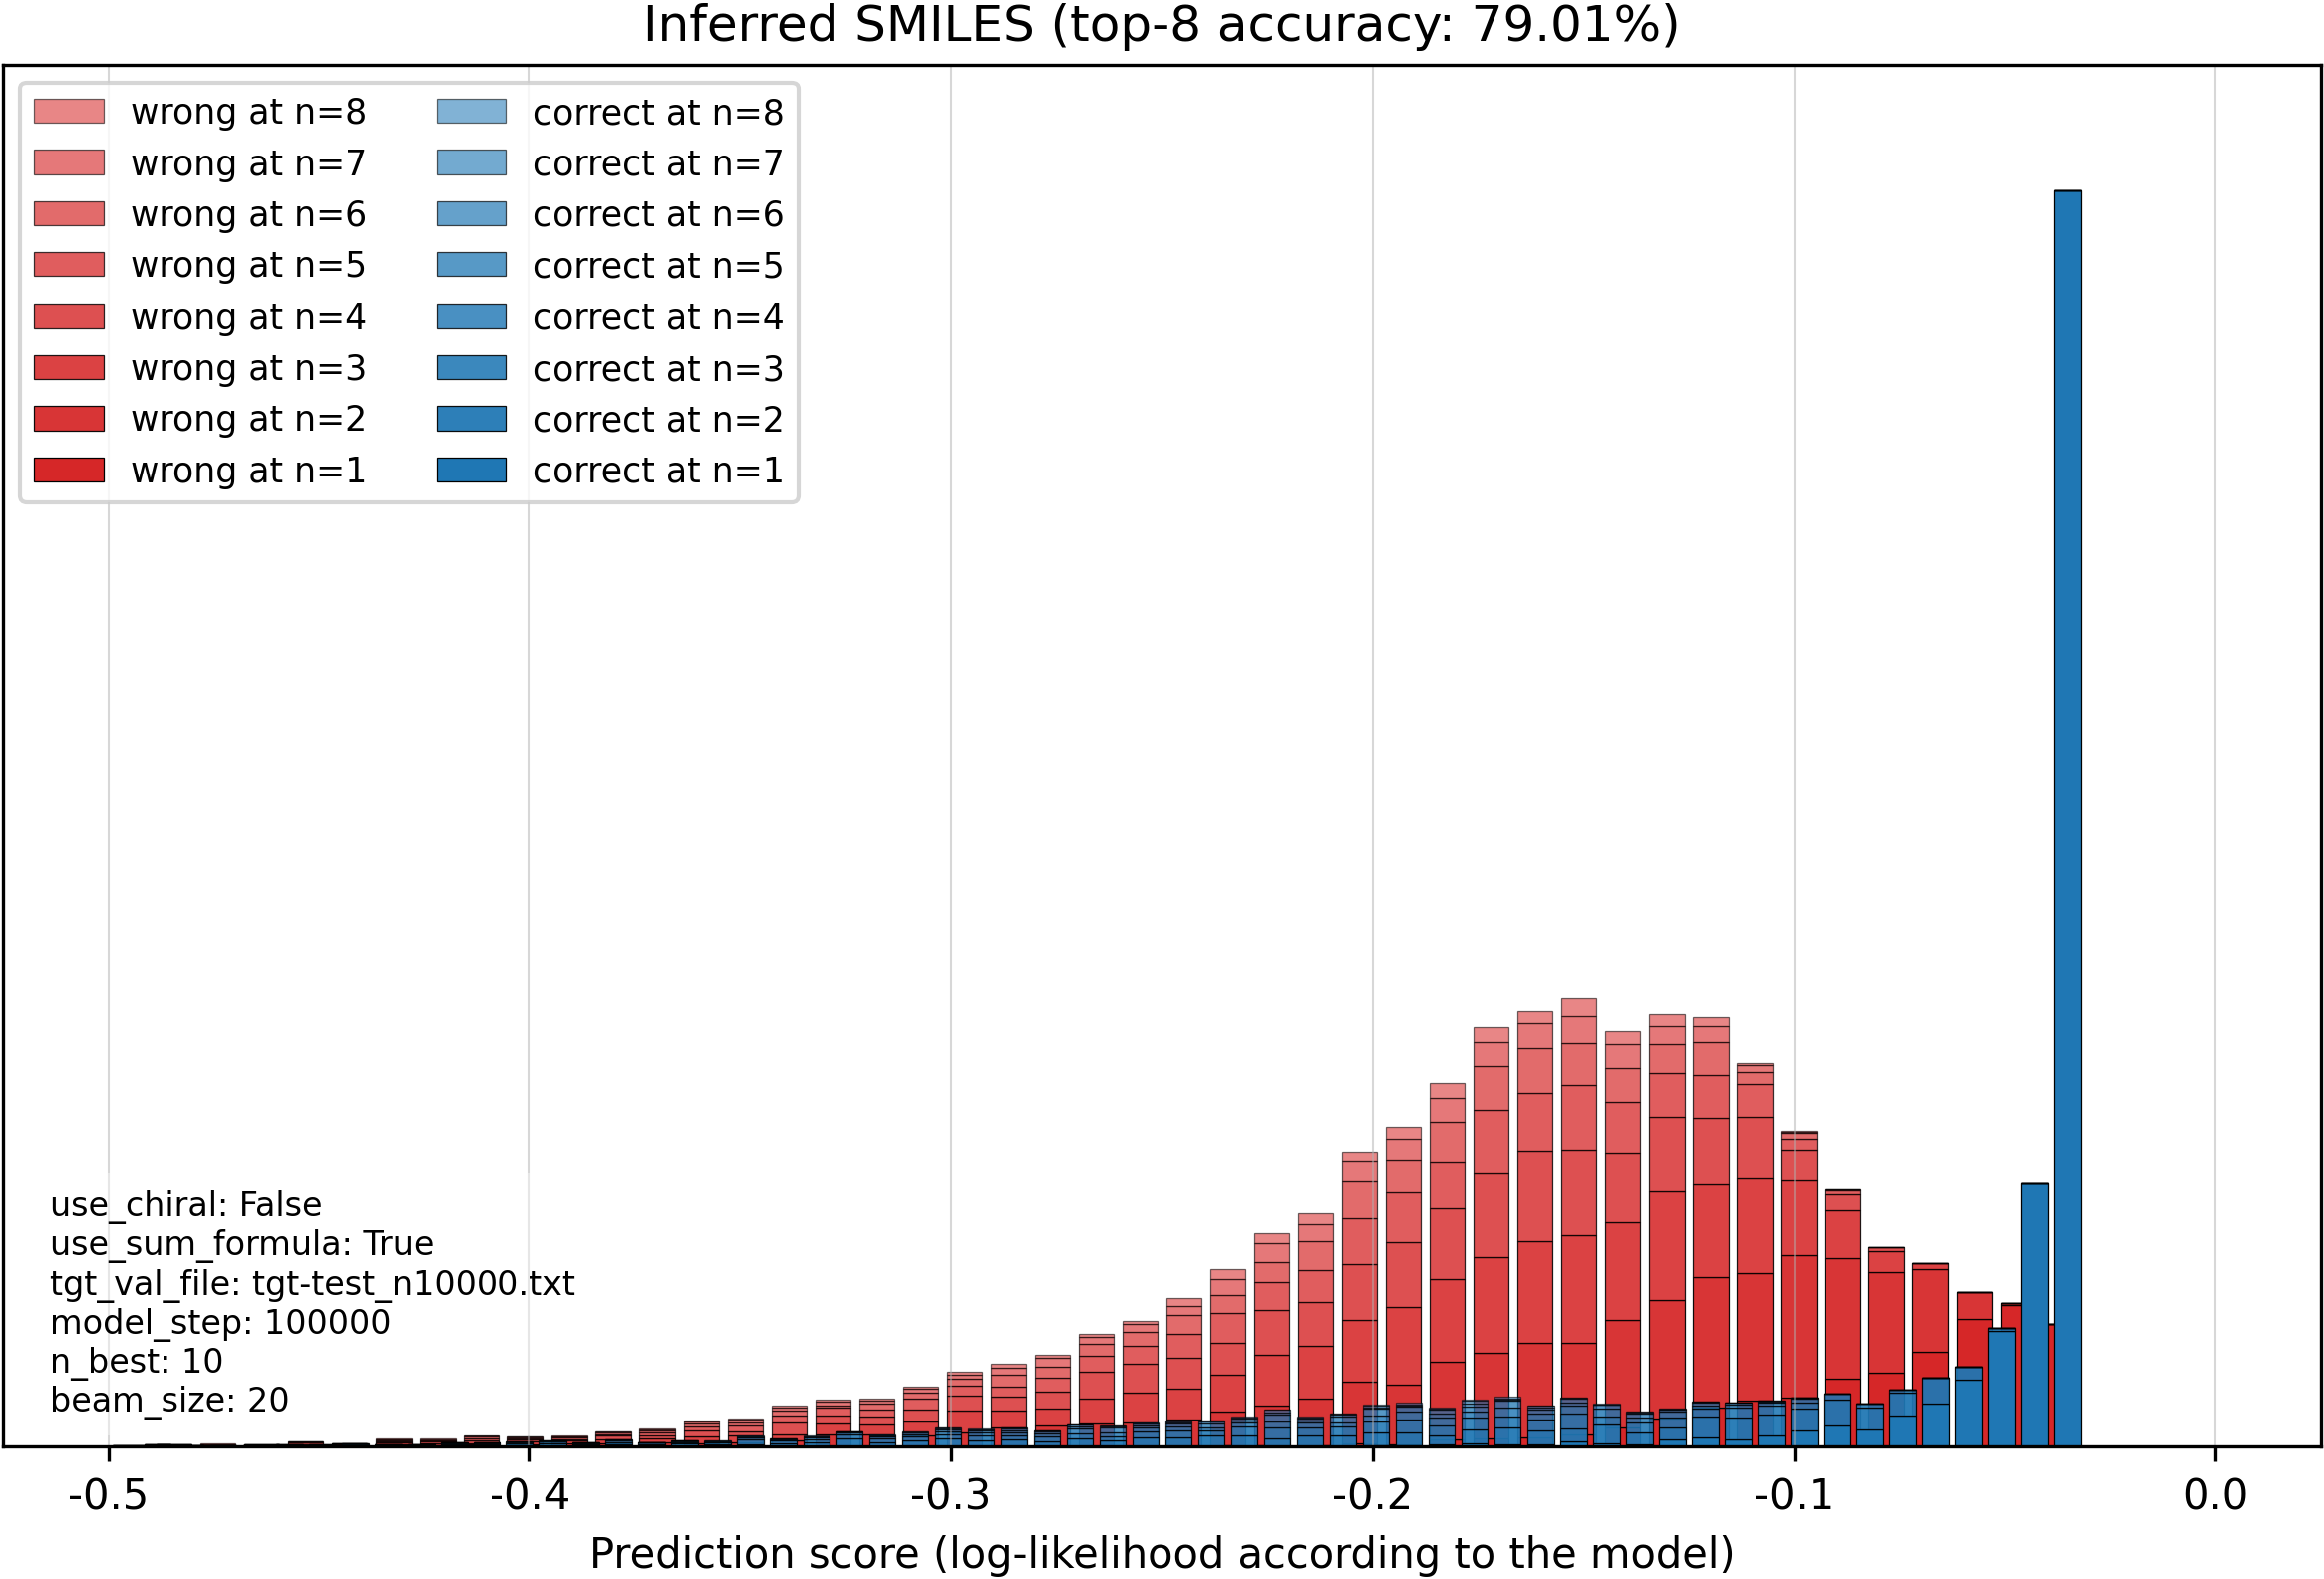 Inferred SMILES (top-8 accuracy: 79.01%)
wrong at n=8
wrong at n=7
wrong at n=6
wrong at n=5
wrong at n=4
wrong at n=3
wrong at n=2
wrong at n=1
correct at n=8
correct at n=7
correct at n=6
correct at n=5
correct at n=4
correct at n=3
correct at n=2
correct at n=1
use_chiral: False
use_sum_formula: True
tgt_val_file: tgt-test_n10000.txt
model_step: 100000
n_best: 10
beam_size: 20
-0.5 -0.4 -0.3 -0.2 -0.1 0.0
Prediction score (log-likelihood according to the model)